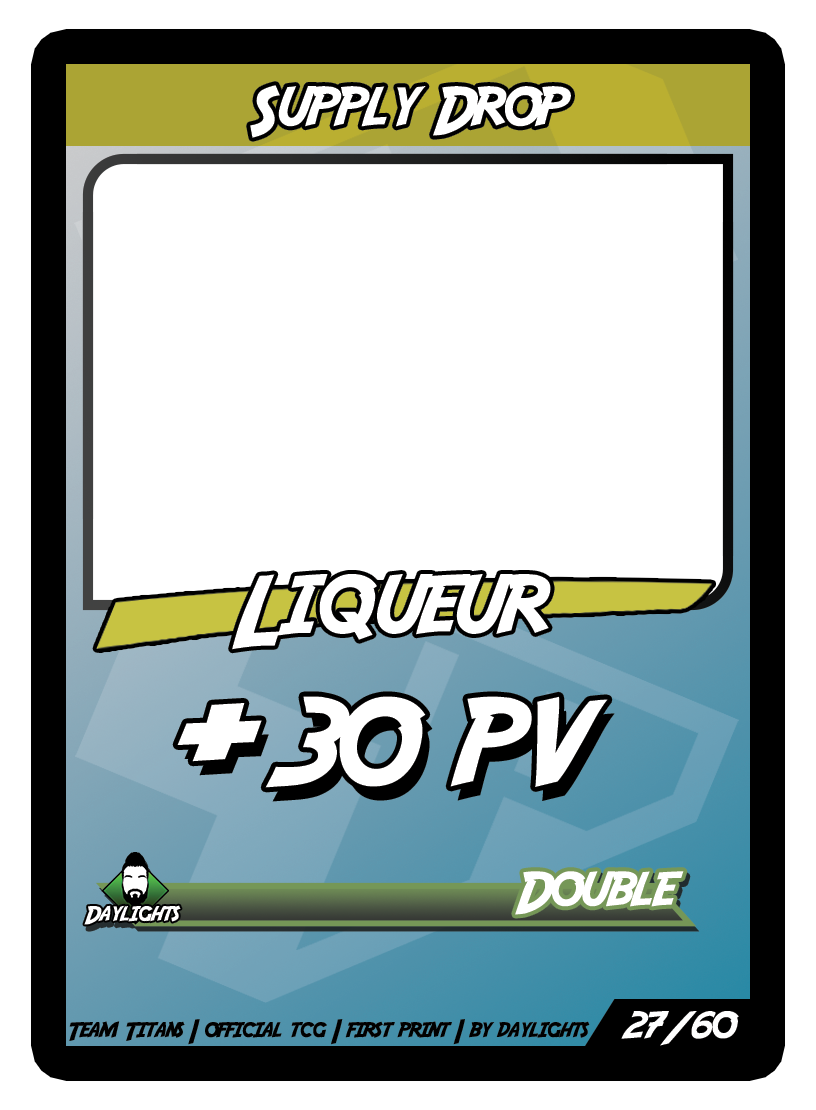 Supply Drop
Liqueur
+ 30 PV
Double
Daylights
Team Titans | official tcg | first print | by daylights
27/60